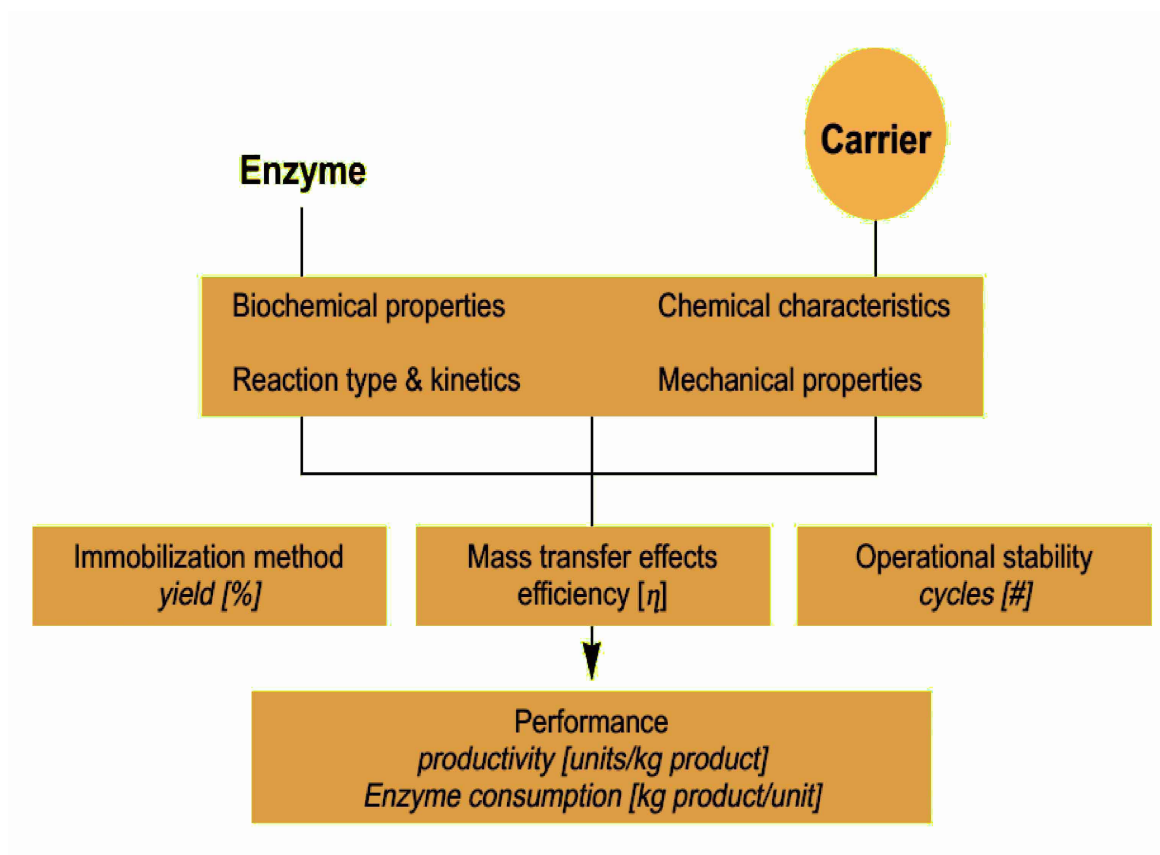 Enzyme
Carrier
Biochemical properties
Chemical characteristics
Reaction type & kinetics
Mechanical properties
Immobilization method
yield [%]
Mass transfer effects
efficiency [η]
Operational stability
cycles [#]
Performance
productivity [units/kg product]
Enzyme consumption [kg product/unit]